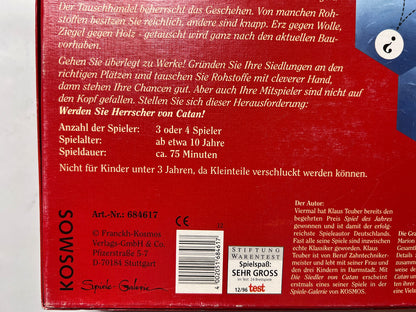 Der Tauschhandel beherrscht das Geschehen. Von manchen Roh-
stoffen besitzen Sie reichlich, andere sind knapp. Erz gegen Wolle,
Ziegel gegen Holz - getauscht wird ganz nach den aktuellen Bau-
vorhaben.
Gehen Sie überlegt zu Werke! Gründen Sie Ihre Siedlungen an den
richtigen Plätzen und tauschen Sie Rohstoffe mit cleverer Hand,
dann stehen Ihre Chancen gut. Aber auch Ihre Mitspieler sind nicht
auf den Kopf gefallen. Stellen Sie sich dieser Herausforderung:
Werden Sie Herrscher von Catan!
Anzahl der Spieler: 3 oder 4 Spieler
Spielalter: ab etwa 10 Jahre
Spieldauer: ca. 75 Minuten
Nicht für Kinder unter 3 Jahren, da Kleinteile verschluckt werden können.
KOSMOS
Art.-Nr.: 684617
CE
© Franckh-Kosmos
Verlags-GmbH & Co.
Pfizerstraße 5-7
D 70184 Stuttgart
Spiele-Galerie
4 002051 684617
STIFTUNG
WARENTEST
Spielspaß:
SEHR GROSS
12/96 test
Der Autor:
Viermal hat Klaus Teuber bereits den
begehrten Preis Spiel des Jahres
gewonnen und ist damit der erfolg-
reichste Spieleautor Deutschlands.
Fast alle seine Spiele sind inzwischen
echte Klassiker geworden. Klaus
Teuber ist von Beruf Zahntechniker-
meister und lebt mit seiner Frau und
den drei Kindern in Darmstadt. Mit
Die Siedler von Catan erscheint
erstmals eines seiner Spiele in der
Spiele-Galerie von KOSMOS.
Die Gra
Marion
?